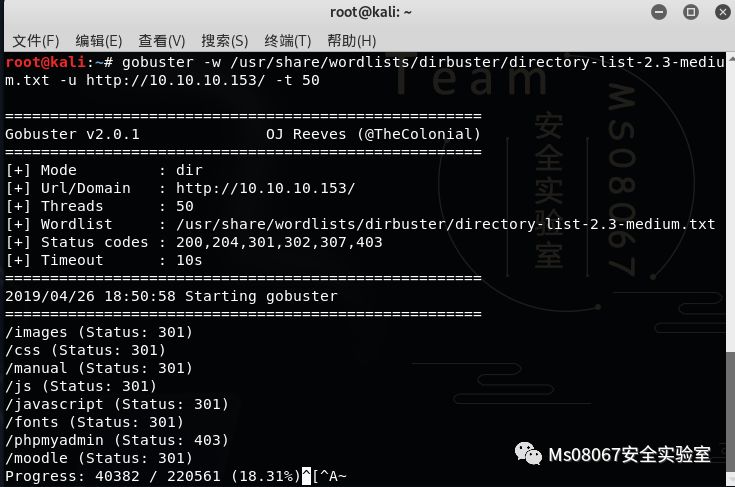 root@kali: ~
文件(F) 编辑(E) 查看(V) 搜索(S) 终端(T) 帮助(H)
root@kali:~# gobuster -w /usr/share/wordlists/dirbuster/directory-list-2.3-mediu
m.txt -u http://10.10.10.153/ -t 50
=====================================================
Gobuster v2.0.1              OJ Reeves (@TheColonial)
=====================================================
[+] Mode         : dir
[+] Url/Domain   : http://10.10.10.153/
[+] Threads      : 50
[+] Wordlist     : /usr/share/wordlists/dirbuster/directory-list-2.3-medium.txt
[+] Status codes : 200,204,301,302,307,403
[+] Timeout      : 10s
=====================================================
2019/04/26 18:50:58 Starting gobuster
=====================================================
/images (Status: 301)
/css (Status: 301)
/manual (Status: 301)
/js (Status: 301)
/javascript (Status: 301)
/fonts (Status: 301)
/phpmyadmin (Status: 403)
/moodle (Status: 301)
Progress: 40382 / 220561 (18.31%)^[^A~
Team
安全实验室
MS08067
Ms08067安全实验室